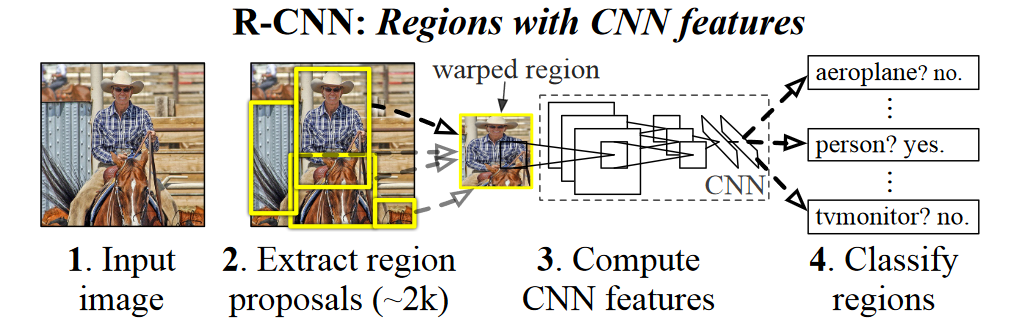 R-CNN: Regions with CNN features
warped region
aeroplane? no.
⋮
person? yes.
⋮
tvmonitor? no.
CNN
1. Input
image
2. Extract region
proposals (~2k)
3. Compute
CNN features
4. Classify
regions